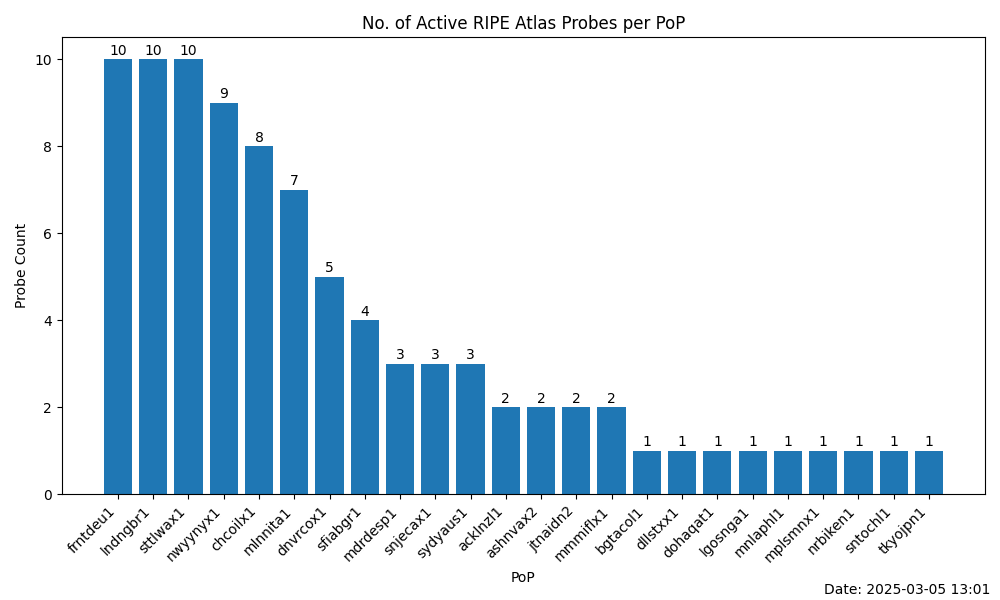 No. of Active RIPE Atlas Probes per PoP
Probe Count
10
8
6
4
2
0
10 10 10 9 8 7 5 4 3 3 3 2 2 2 2 1 1 1 1 1 1 1 1 1
frntdeu1 lndngbr1 sttlwax1 nwyynyx1 chcoilx1 mlnnita1 dnvrcox1 sfiabgr1 mdrdesp1 snjecax1 sydyaus1 acklnzl1 ashnvax2 jtnaidn2 mmmiflx1 bgtacol1 dllstxx1 dohaqat1 lgosnga1 mnlaphl1 mplsmnx1 nrbiken1 sntochl1 tkyojpn1
PoP
Date: 2025-03-05 13:01